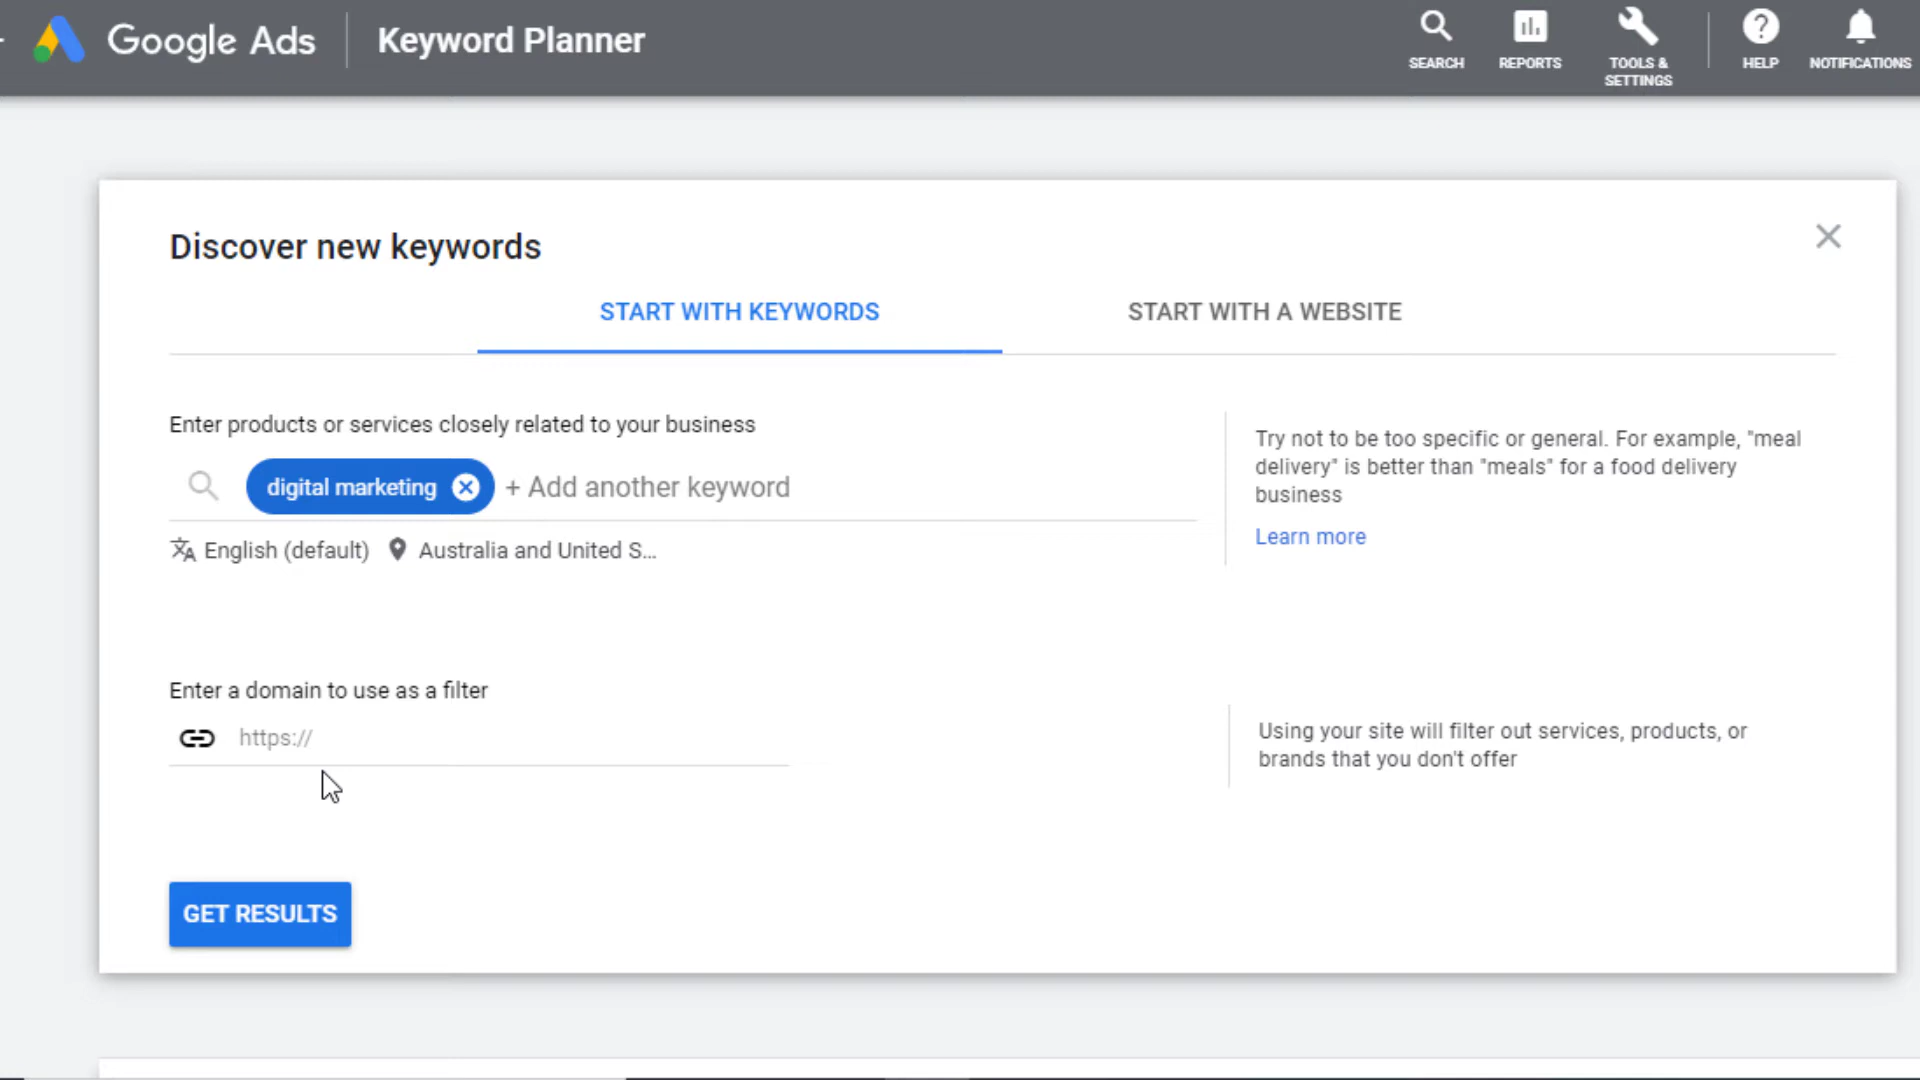 Google Ads
Keyword Planner
SEARCH
REPORTS
TOOLS &
SETTINGS
HELP
NOTIFICATIONS
Discover new keywords
START WITH KEYWORDS
START WITH A WEBSITE
Enter products or services closely related to your business
digital marketing
+ Add another keyword
English (default)
Australia and United S...
Try not to be too specific or general. For example, "meal
delivery" is better than "meals" for a food delivery
business
Learn more
Enter a domain to use as a filter
https://
Using your site will filter out services, products, or
brands that you don't offer
GET RESULTS